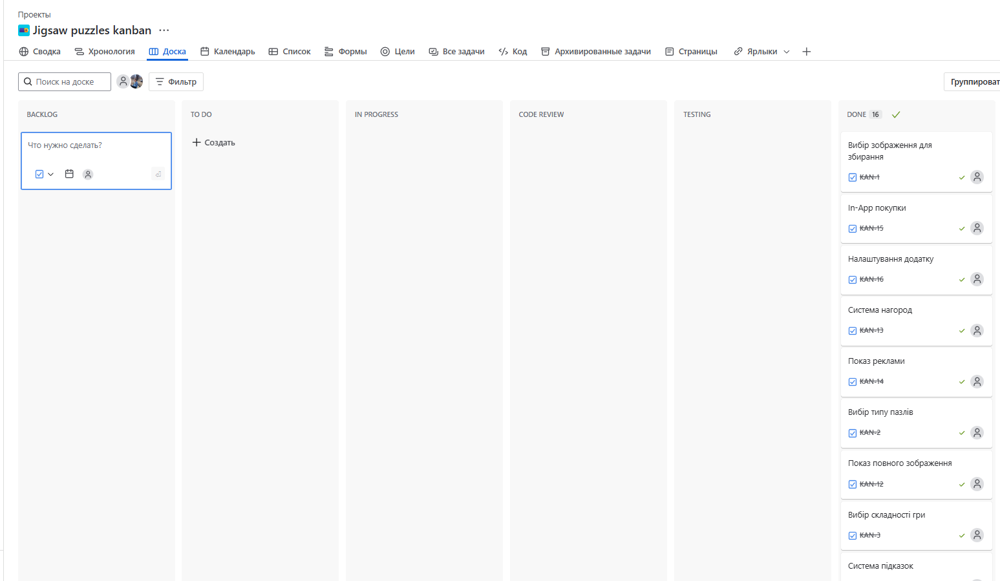 Проекты
Jigsaw puzzles kanban
Сводка
Хронология
Доска
Календарь
Список
Формы
Цели
Все задачи
Код
Архивированные задачи
Страницы
Ярлыки
Поиск на доске
Фильтр
Группироват
BACKLOG
Что нужно сделать?
TO DO
Создать
IN PROGRESS
CODE REVIEW
TESTING
DONE 16
Вибір зображення для
збирання
KAN-1
In-App покупки
KAN-15
Налаштування додатку
KAN-16
Система нагород
KAN-13
Показ реклами
KAN-14
Вибір типу пазлів
KAN-2
Показ повного зображення
KAN-12
Вибір складності гри
KAN-3
Система підказок